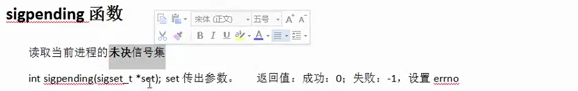 sigpending 函数
宋体 (正文) 五号 A A
B I U ab A
读取当前进程的未决信号集
int sigpending(sigset_t *set); set 传出参数。 返回值：成功：0；失败：-1，设置 errno